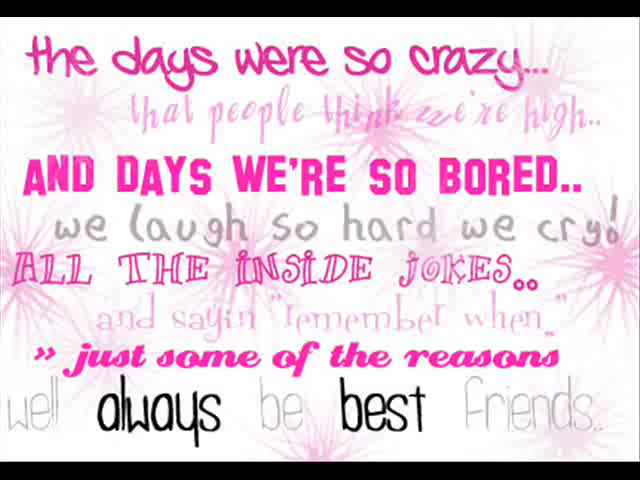 the days were so crazy...
that people think we're high..
AND DAYS WE'RE SO BORED..
we laugh so hard we cry!
ALL THE INSIDE JOKES..
and sayin "remember when"
» just some of the reasons
well always be best friends..